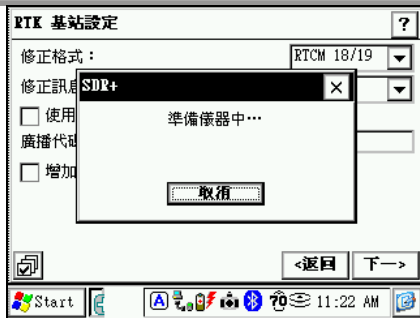 RTK 基站設定
?
修正格式：
RTCM 18/19
修正訊息
SDR+
×
使用
準備儀器中…
廣播代碼
增加
取消
<返回
下一>
Start
A
70
11:22 AM